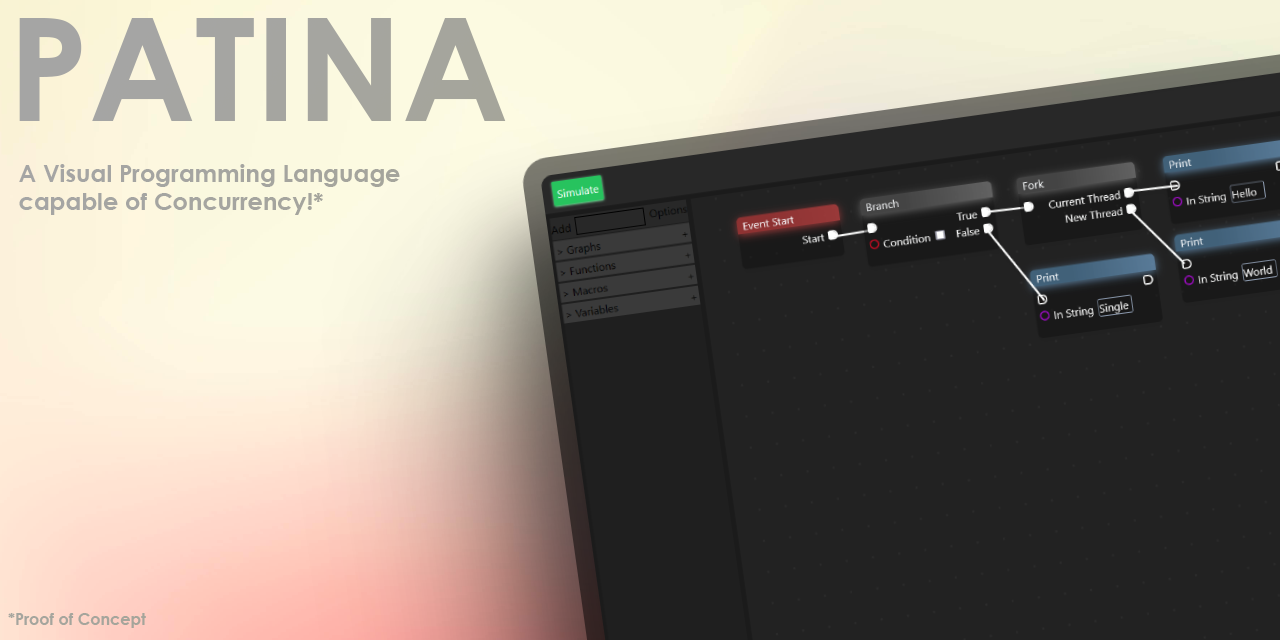 PATINA
A Visual Programming Language
capable of Concurrency!*
Simulate
Add
Options
> Graphs +
> Functions +
> Macros +
> Variables +
Event Start
Start
Branch
True
Condition
False
Fork
Current Thread
New Thread
Print
In String Hello
Print
In String World
Print
In String Single
*Proof of Concept